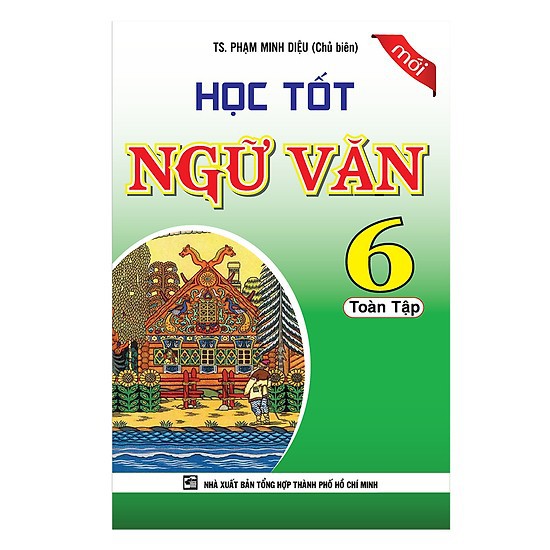 TS. PHẠM MINH DIỆU (Chủ biên)
mới
HỌC TỐT
NGỮ VĂN
6
Toàn Tập
NHÀ XUẤT BẢN TỔNG HỢP THÀNH PHỐ HỒ CHÍ MINH